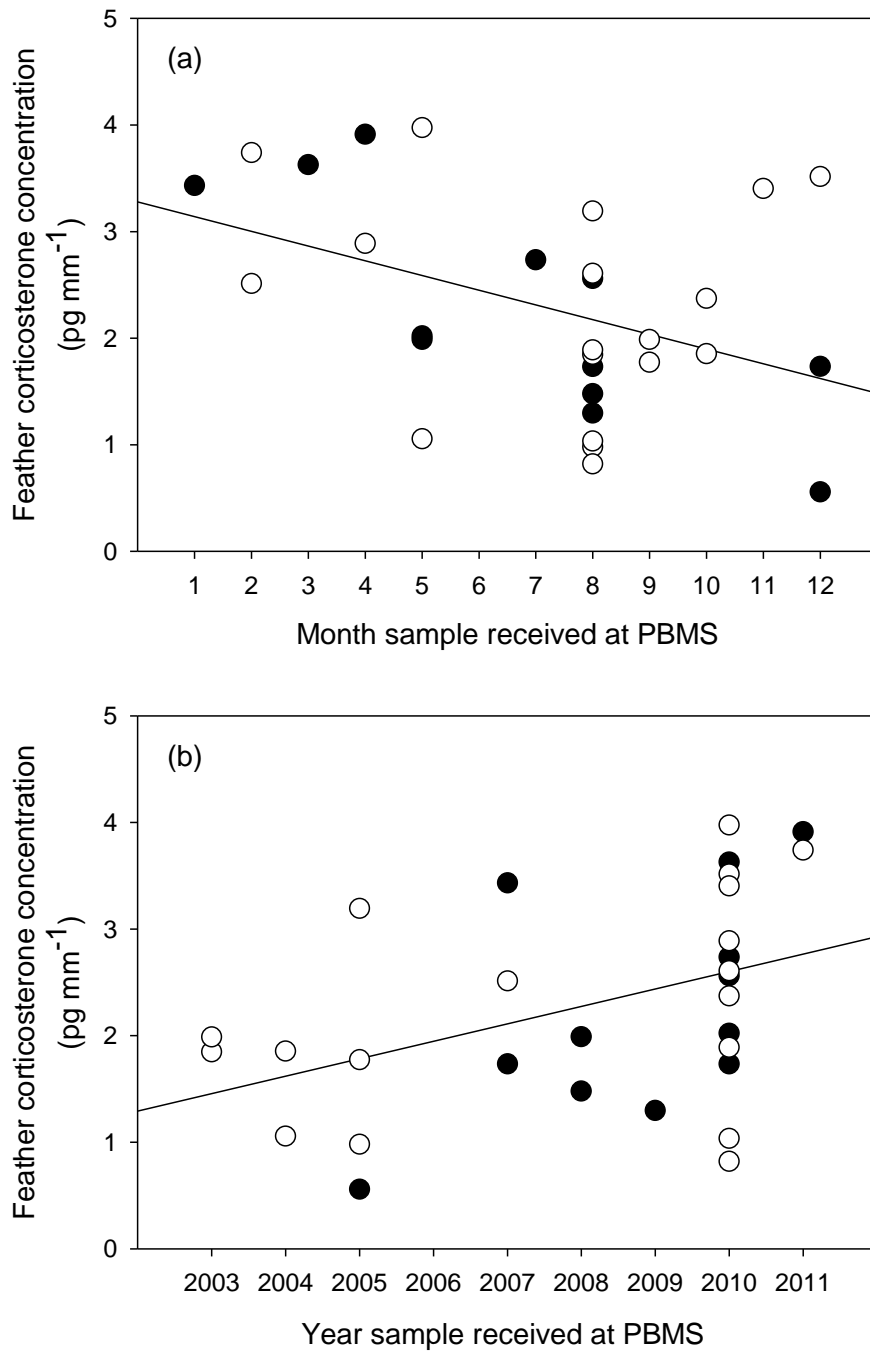 (a)
Feather corticosterone concentration
(pg mm-1)
5
4
3
2
1
0
1 2 3 4 5 6 7 8 9 10 11 12
Month sample received at PBMS
(b)
Feather corticosterone concentration
(pg mm-1)
5
4
3
2
1
0
2003 2004 2005 2006 2007 2008 2009 2010 2011
Year sample received at PBMS